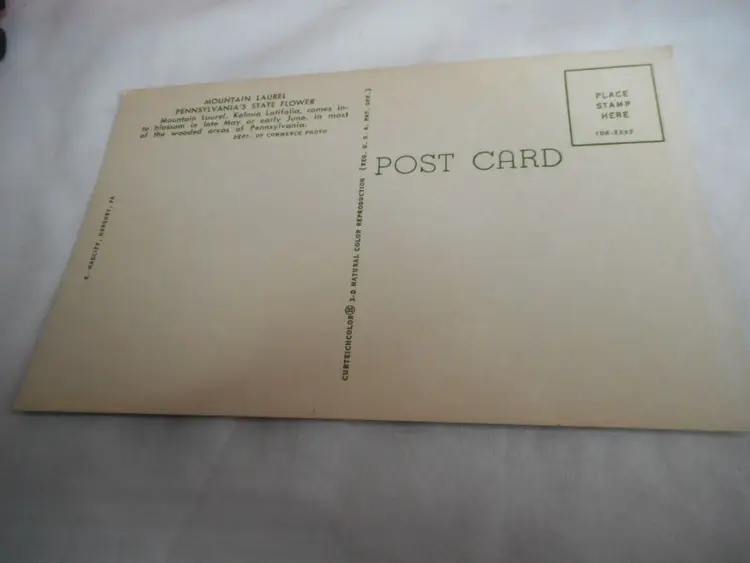 MOUNTAIN LAUREL
PENNSYLVANIA'S STATE FLOWER
Mountain Laurel, Kalmia Latifolia, comes in-
to blossom in late May or early June, in most
of the wooded areas of Pennsylvania.
DEPT. OF COMMERCE PHOTO
HERSHEY, PA
CURTEICHCOLOR® 3-D NATURAL COLOR REPRODUCTION (REG. U.S.A. PAT. OFF.)
POST CARD
PLACE
STAMP
HERE